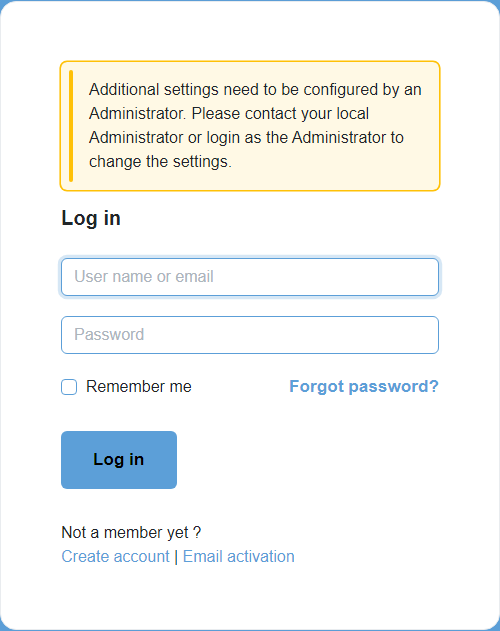 Additional settings need to be configured by an
Administrator. Please contact your local
Administrator or login as the Administrator to
change the settings.
Log in
User name or email
Password
Remember me Forgot password?
Log in
Not a member yet ?
Create account | Email activation